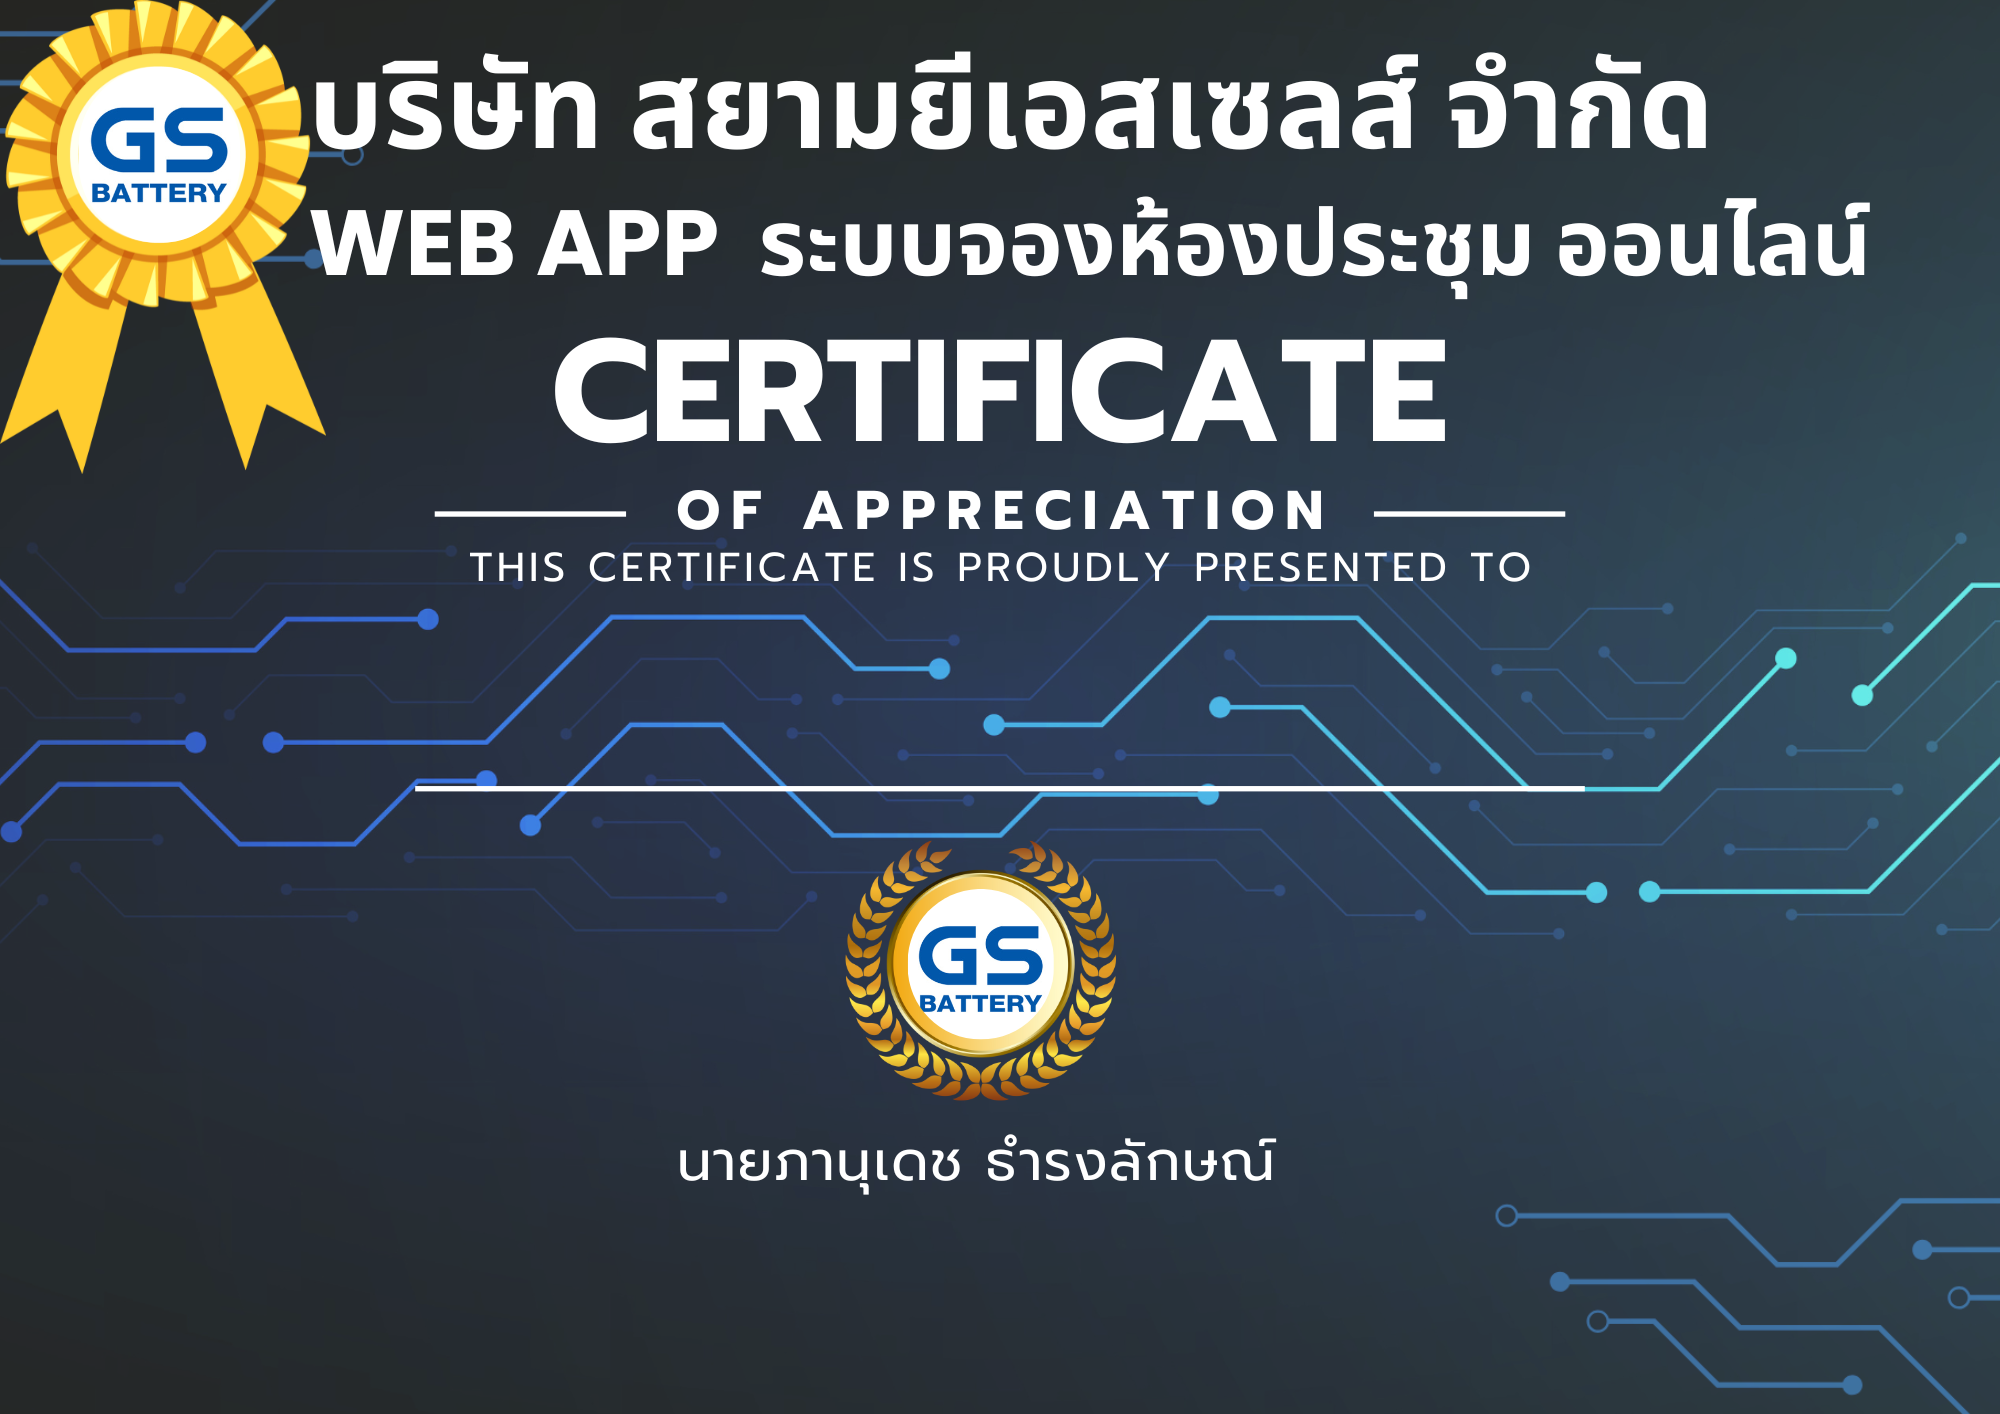 GS
BATTERY
บริษัท สยามยีเอสเซลส์ จำกัด
WEB APP ระบบจองห้องประชุม ออนไลน์
CERTIFICATE
OF APPRECIATION
THIS CERTIFICATE IS PROUDLY PRESENTED TO
GS
BATTERY
นายภานุเดช ธำรงลักษณ์